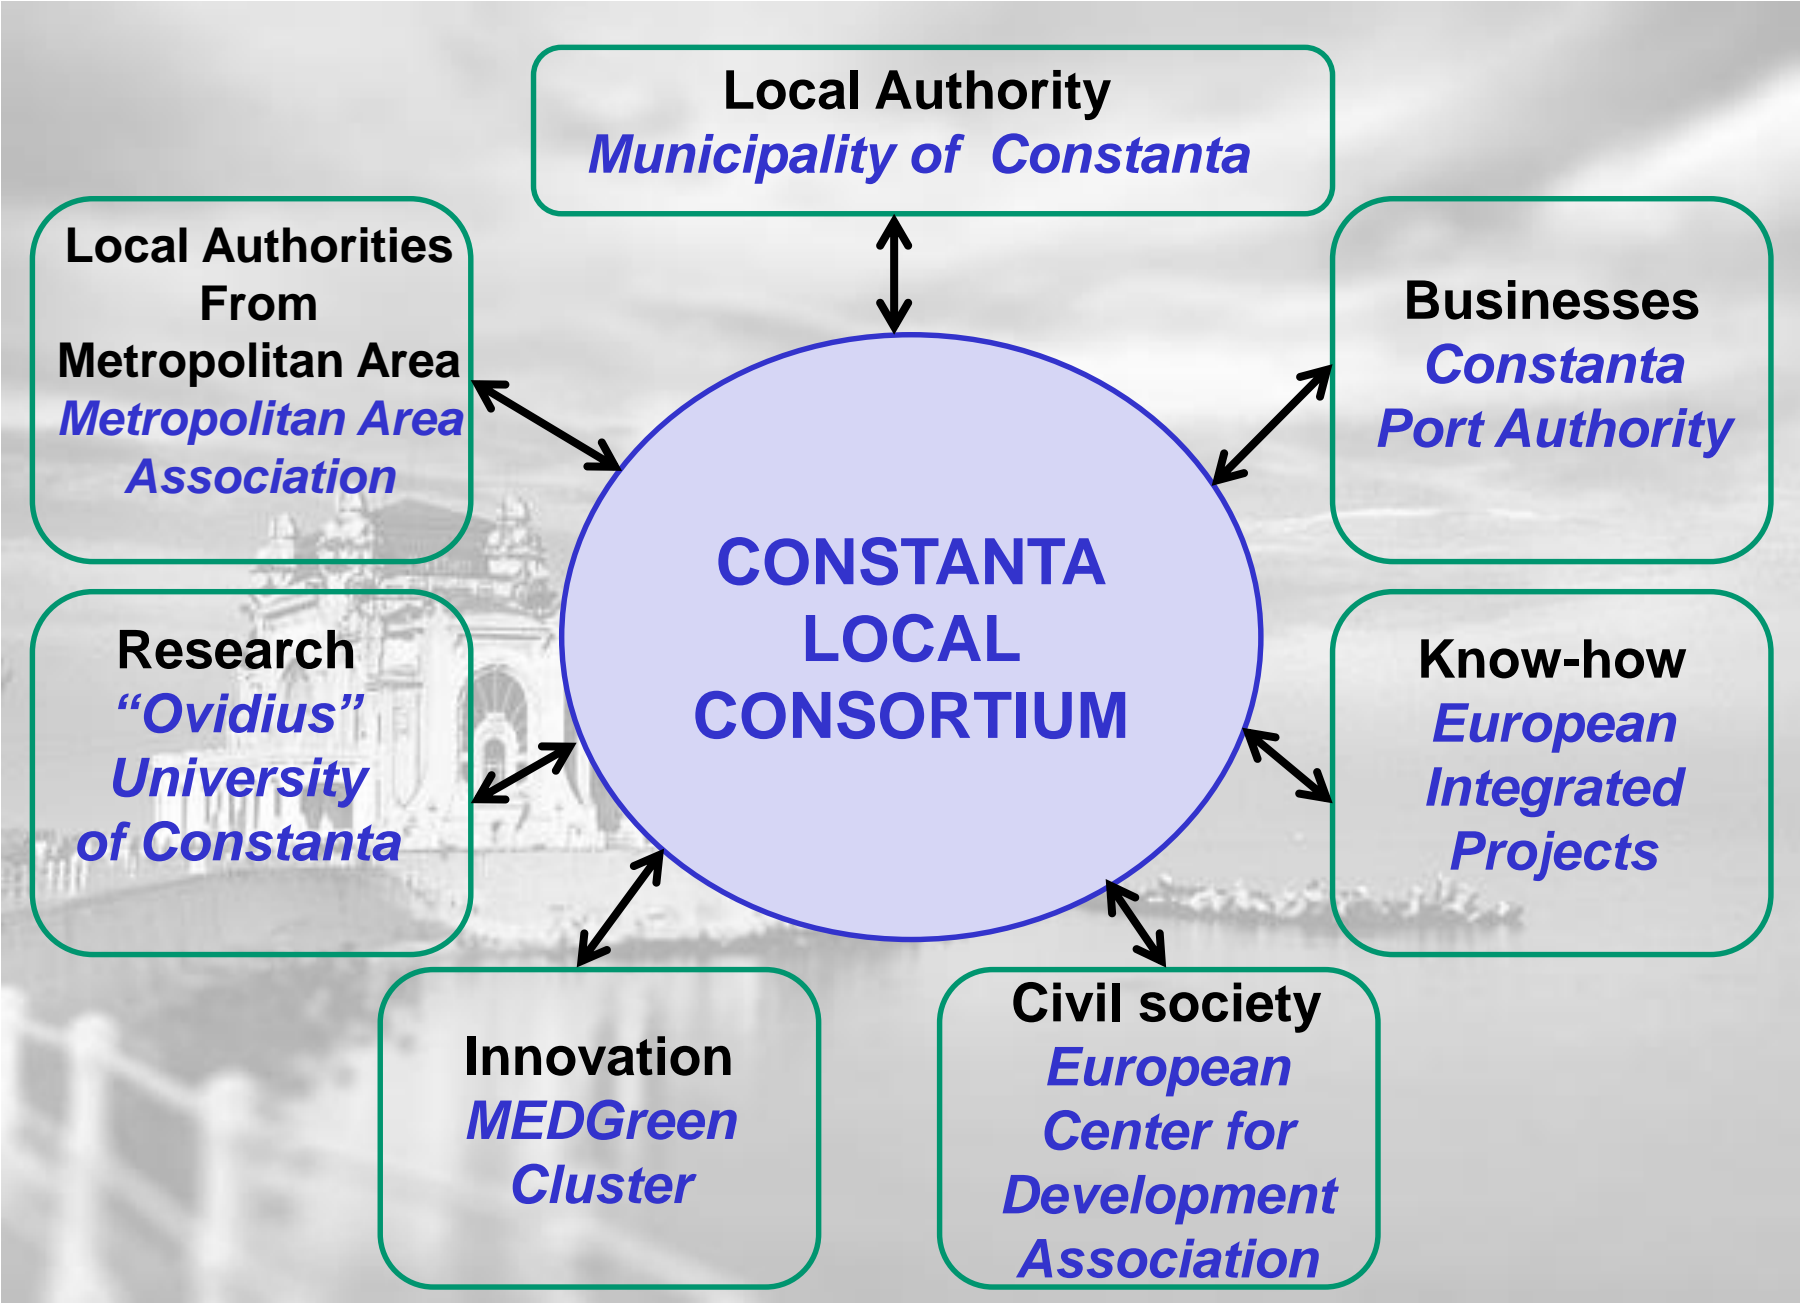 Local Authority
Municipality of Constanta
Local Authorities
From
Metropolitan Area
Metropolitan Area
Association
Businesses
Constanta
Port Authority
CONSTANTA
LOCAL
CONSORTIUM
Research
“Ovidius”
University
of Constanta
Know-how
European
Integrated
Projects
Innovation
MEDGreen
Cluster
Civil society
European
Center for
Development
Association